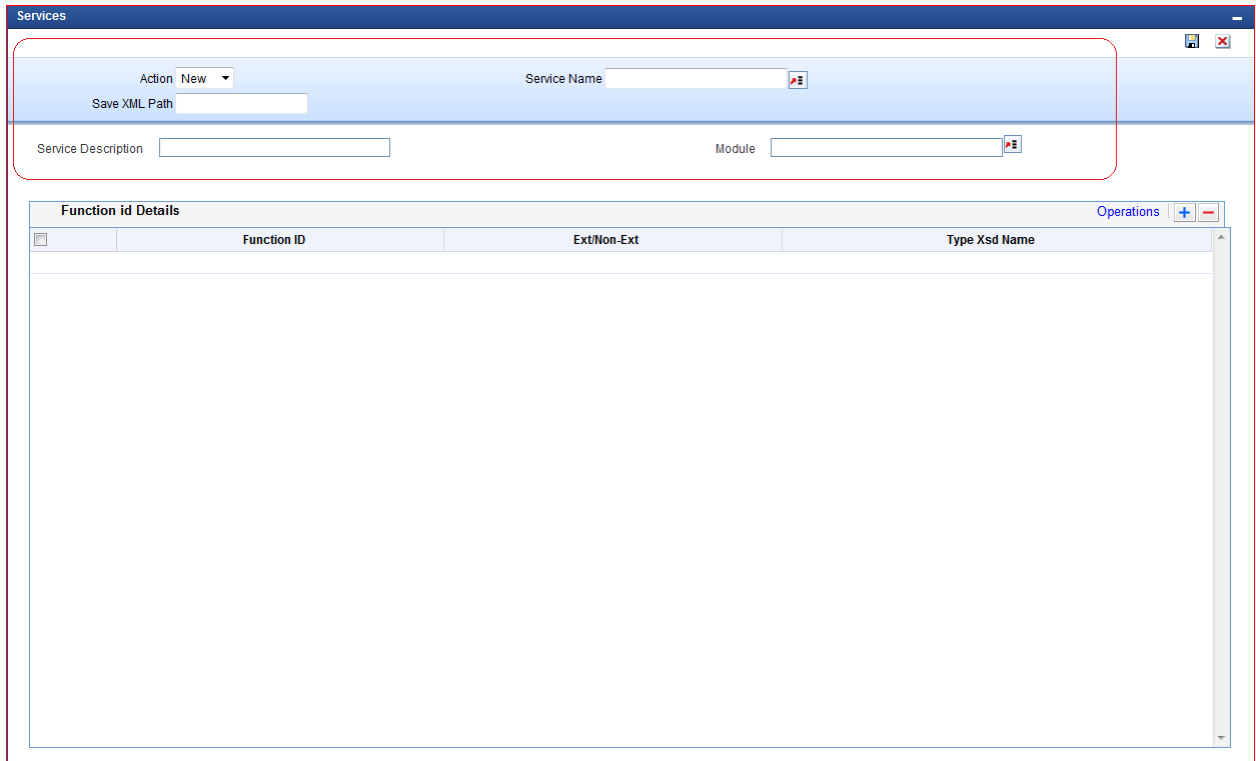 Services
Action New Service Name
Save XML Path
Service Description Module
Function id Details Operations
Function ID Ext/Non-Ext Type Xsd Name